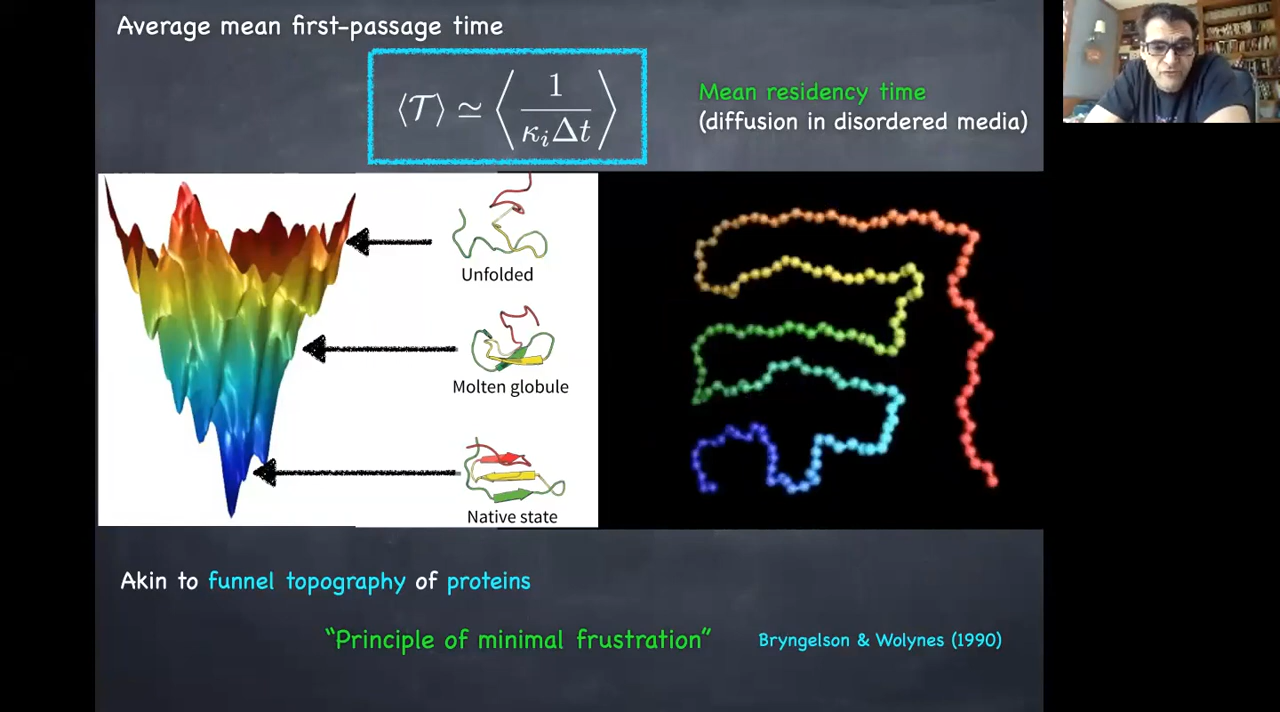 Average mean first-passage time
⟨𝒯⟩ ≃ ⟨ 1 / κᵢΔt ⟩
Mean residency time
(diffusion in disordered media)
Unfolded
Molten globule
Native state
Akin to funnel topography of proteins
“Principle of minimal frustration”
Bryngelson & Wolynes (1990)